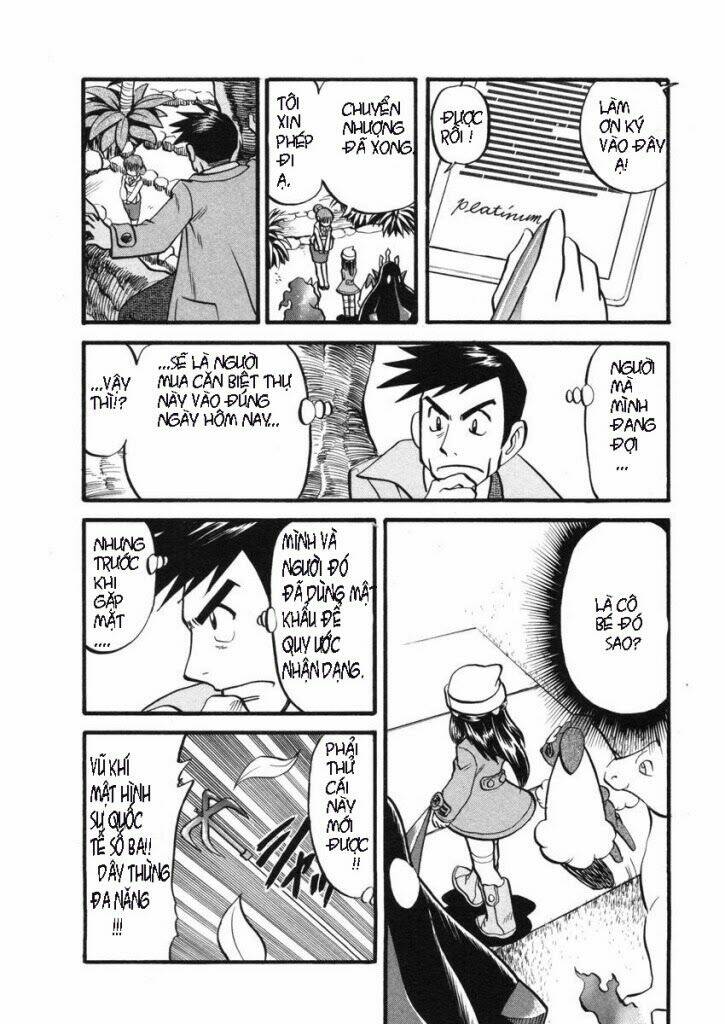 LÀM
ƠN KÝ
VÀO ĐÂY
Ạ!
ĐƯỢC
RỒI!
platinum
CHUYỂN
NHƯỢNG
ĐÃ XONG.
TÔI
XIN
PHÉP
ĐI
Ạ.
NGƯỜI
MÀ
MÌNH
ĐANG
ĐỢI
...
...SẼ LÀ NGƯỜI
MUA CĂN BIỆT THỰ
NÀY VÀO ĐÚNG
NGÀY HÔM NAY...
...VẬY
THÌ!?
LÀ CÔ
BÉ ĐÓ
SAO?
MÌNH VÀ
NGƯỜI ĐÓ
ĐÃ DÙNG MẬT
KHẨU ĐỂ
QUY ƯỚC
NHẬN DẠNG.
NHƯNG
TRƯỚC
KHI
GẶP
MẶT
....
PHẢI
THỬ
CÁI
NÀY
MỚI
ĐƯỢC
!!
VŨ KHÍ
MẬT HÌNH
SỰ QUỐC
TẾ SỐ BA!!
DÂY THỪNG
ĐA NĂNG
!!!